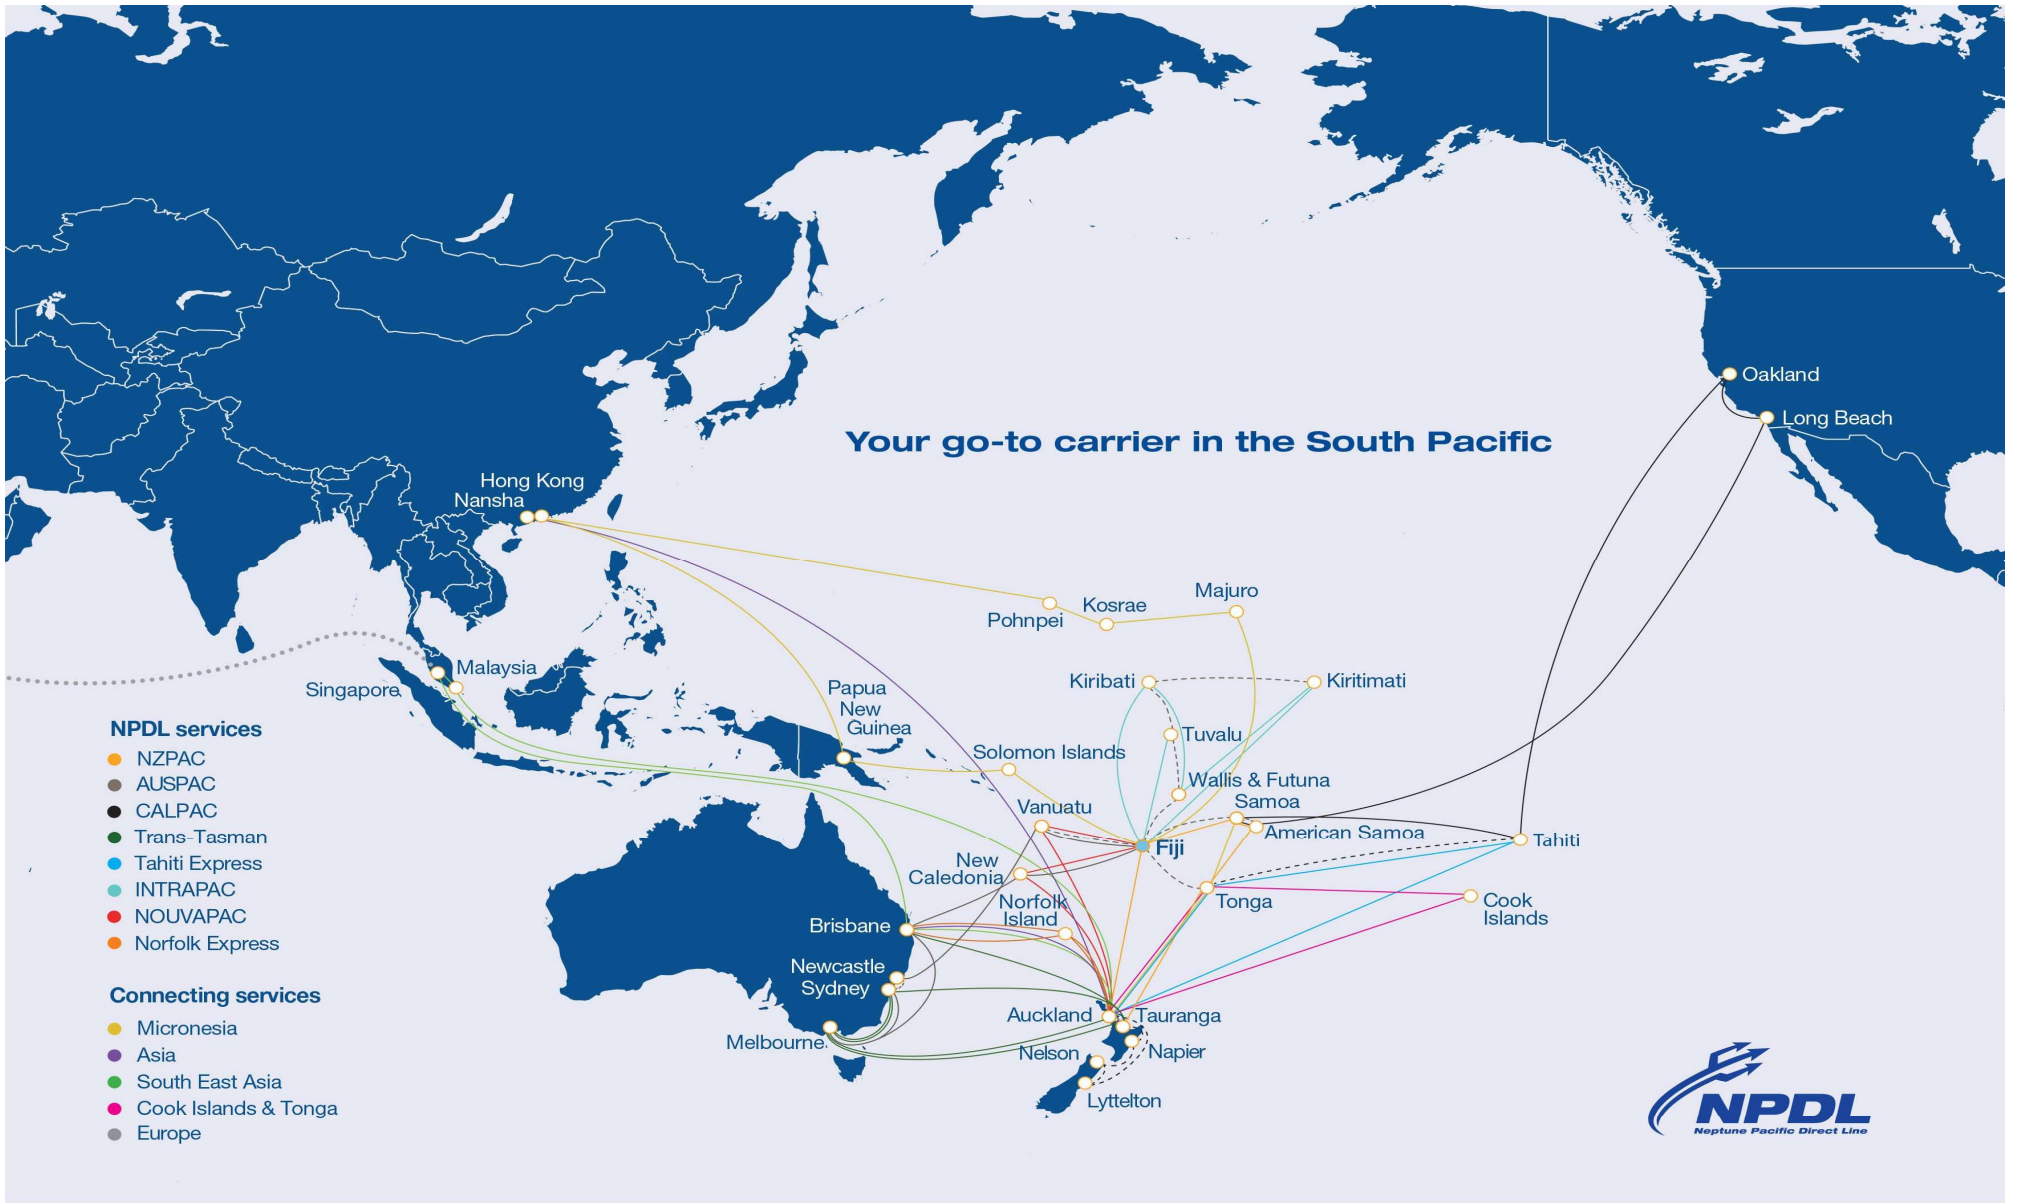 Oakland
Long Beach
Your go-to carrier in the South Pacific
Hong Kong
Nansha
Majuro
Kosrae
Pohnpei
Malaysia
Singapore
Kiribati
Kiritimati
Papua
New
Guinea
Tuvalu
Solomon Islands
Wallis & Futuna
Samoa
Vanuatu
American Samoa
Fiji
Tahiti
New
Caledonia
Tonga
Cook
Islands
Norfolk
Island
Brisbane
Newcastle
Sydney
Auckland
Tauranga
Melbourne
Nelson
Napier
Lyttelton
NPDL services
NZPAC
AUSPAC
CALPAC
Trans-Tasman
Tahiti Express
INTRAPAC
NOUVAPAC
Norfolk Express
Connecting services
Micronesia
Asia
South East Asia
Cook Islands & Tonga
Europe
NPDL
Neptune Pacific Direct Line